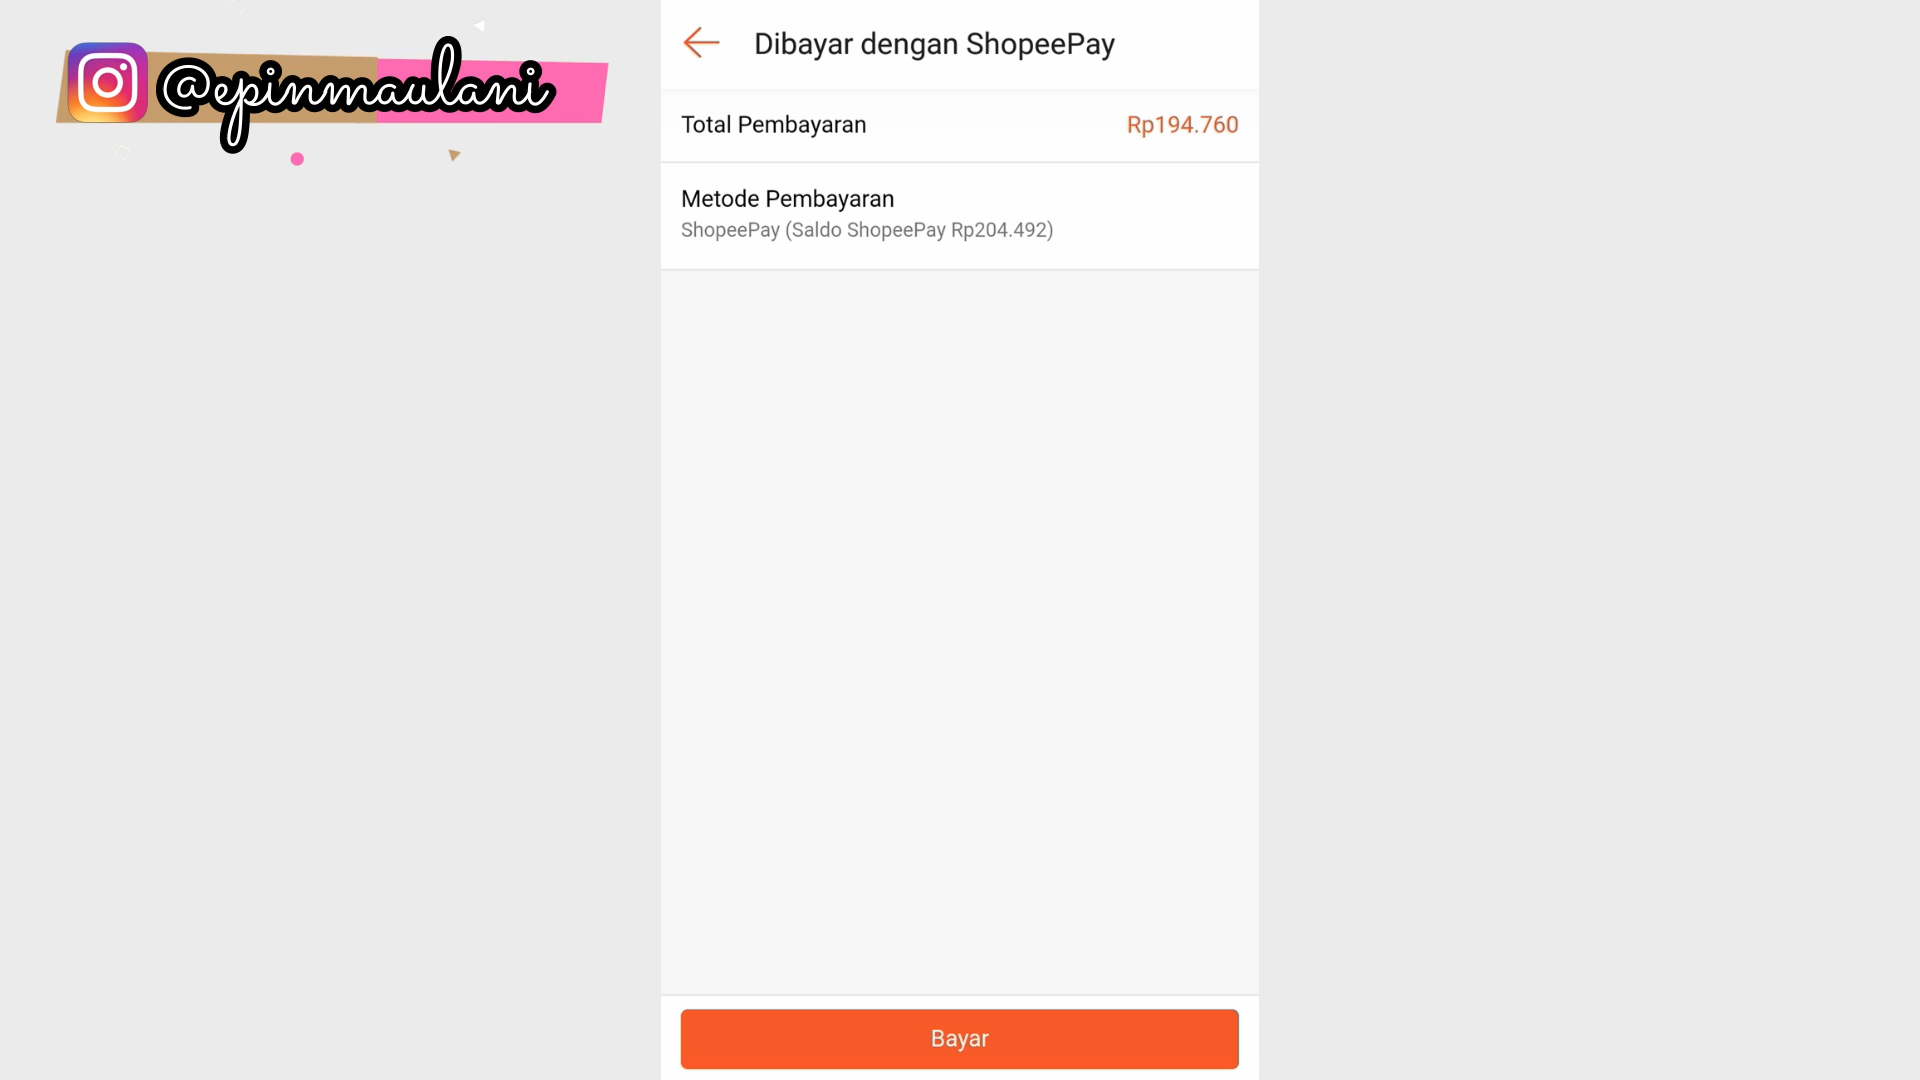 @epinmaulani
Dibayar dengan ShopeePay
Total Pembayaran Rp194.760
Metode Pembayaran
ShopeePay (Saldo ShopeePay Rp204.492)
Bayar